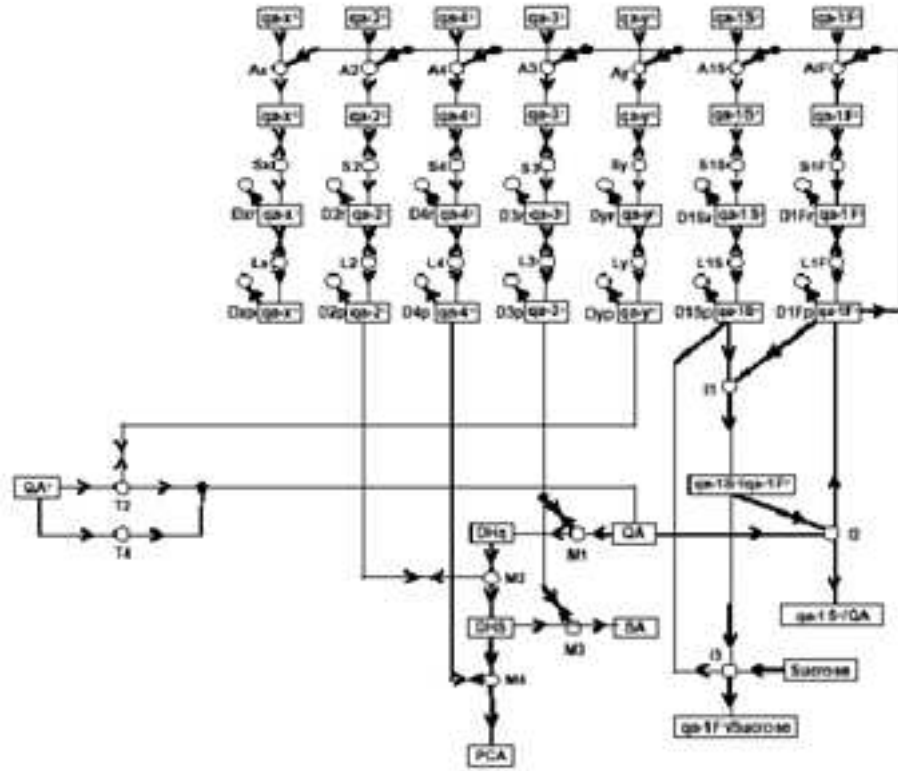 qa-x qa-2 qa-4 qa-3 qa-y qa-1S qa-1F
Ax A2 A4 A3 Ay A1S A1F
qa-x qa-2 qa-4 qa-3 qa-y qa-1S qa-1F
Sx S2 S4 S3 Sy S1S S1F
Dxr qa-x D2r qa-2 D4r qa-4 D3r qa-3 Dyr qa-y D1Sr qa-1S D1Fr qa-1F
Lx L2 L4 L3 Ly L1S L1F
Dxp qa-x D2p qa-2 D4p qa-4 D3p qa-3 Dyp qa-y D1Sp qa-1S D1Fp qa-1F
I1
QA qa-1S/qa-1F
T2
DHq QA I2
T4 M1
M2
qa-1S/QA
DHS SA
M3
I3 Sucrose
M4
qa-1F/Sucrose
PCA